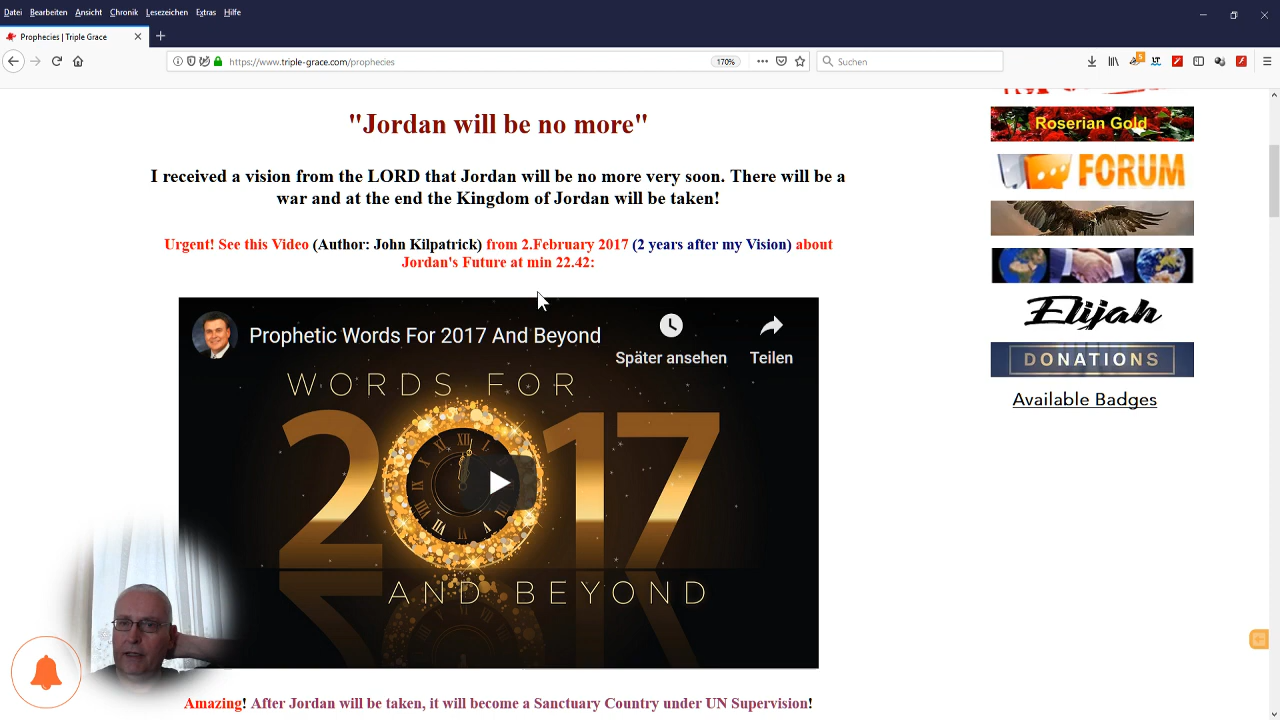 Datei Bearbeiten Ansicht Chronik Lesezeichen Extras Hilfe
Prophecies | Triple Grace
https://www.triple-grace.com/prophecies
170%
Suchen
5
LT
"Jordan will be no more"
I received a vision from the LORD that Jordan will be no more very soon. There will be a
war and at the end the Kingdom of Jordan will be taken!
Urgent! See this Video (Author: John Kilpatrick) from 2.February 2017 (2 years after my Vision) about
Jordan's Future at min 22.42:
Prophetic Words For 2017 And Beyond
Später ansehen
Teilen
WORDS FOR
2017
AND BEYOND
Amazing! After Jordan will be taken, it will become a Sanctuary Country under UN Supervision!
Roserian Gold
FORUM
Elijah
DONATIONS
Available Badges